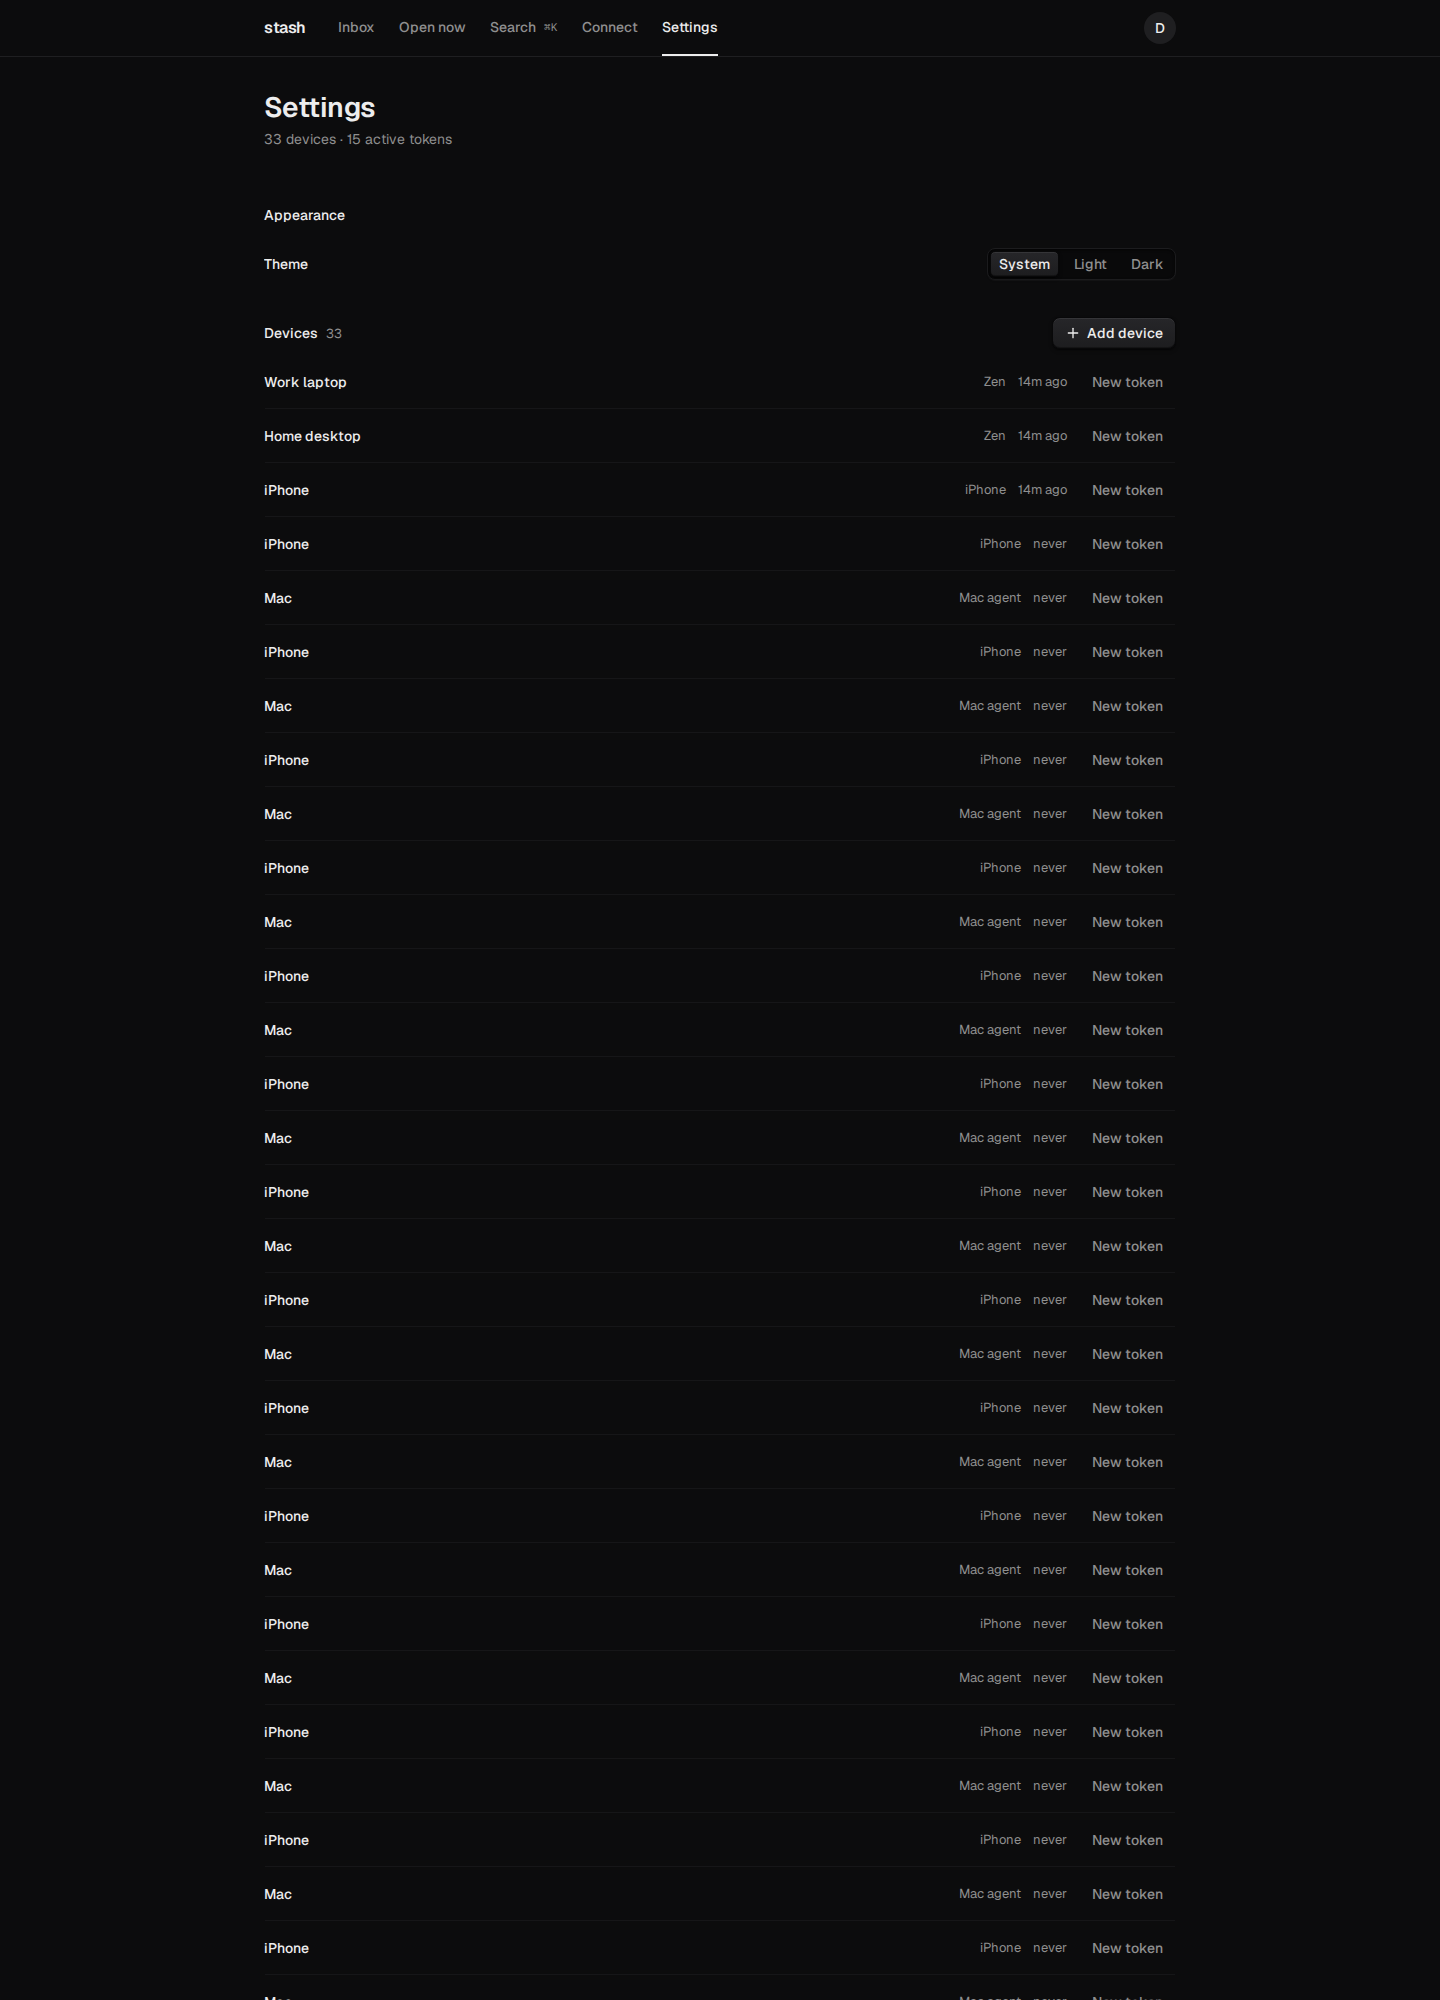 stash Inbox Open now Search ⌘K Connect Settings D
Settings
33 devices · 15 active tokens
Appearance
Theme System Light Dark
Devices 33 + Add device
Work laptop Zen 14m ago New token
Home desktop Zen 14m ago New token
iPhone iPhone 14m ago New token
iPhone iPhone never New token
Mac Mac agent never New token
iPhone iPhone never New token
Mac Mac agent never New token
iPhone iPhone never New token
Mac Mac agent never New token
iPhone iPhone never New token
Mac Mac agent never New token
iPhone iPhone never New token
Mac Mac agent never New token
iPhone iPhone never New token
Mac Mac agent never New token
iPhone iPhone never New token
Mac Mac agent never New token
iPhone iPhone never New token
Mac Mac agent never New token
iPhone iPhone never New token
Mac Mac agent never New token
iPhone iPhone never New token
Mac Mac agent never New token
iPhone iPhone never New token
Mac Mac agent never New token
iPhone iPhone never New token
Mac Mac agent never New token
iPhone iPhone never New token
Mac Mac agent never New token
iPhone iPhone never New token